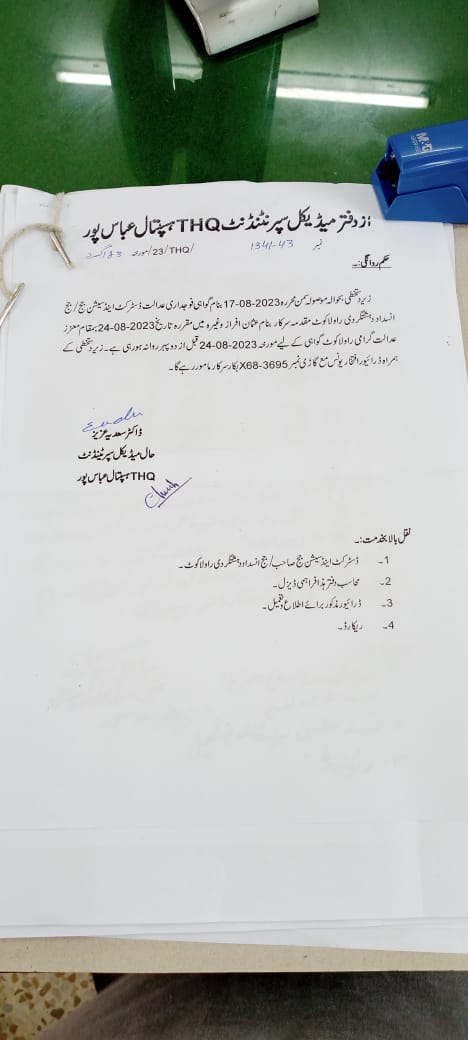 از دفتر میڈیکل سپرنٹنڈنٹ THQ ہسپتال عباس پور
نمبر 1341-43 /THQ/ 23/ مورخہ
حکم روانگی:۔
زیر دستخطی بحوالہ موصولہ سمن محررہ 2023-08-17 بنام گواہی فوجداری عدالت ڈسٹرکٹ اینڈ سیشن جج/ جج
انسداد دہشتگردی راولاکوٹ مقدمہ سرکار بنام عثمان افراز وغیرہ میں مقررہ تاریخ 2023-08-24 بمقام معزز
عدالت گرامی راولاکوٹ گواہی کے لیے مورخہ 2023-08-24 قبل از دوپہر روانہ ہو رہی ہے۔ زیر دستخطی کے
ہمراہ ڈرائیور افتخار یونس مع گاڑی نمبر X68-3695 بکار سرکار مامور رہے گا۔
ڈاکٹر سعدیہ عزیز
حال میڈیکل سپرنٹینڈنٹ
THQ ہسپتال عباس پور
نقل بالا بخدمت:۔
1۔ ڈسٹرکٹ اینڈ سیشن جج صاحب/ جج انسداد دہشتگردی راولاکوٹ۔
2۔ محاسب دفتر ہذا فراہمی ڈیزل۔
3۔ ڈرائیور مذکور برائے اطلاع و تعمیل۔
4۔ ریکارڈ۔
M&G